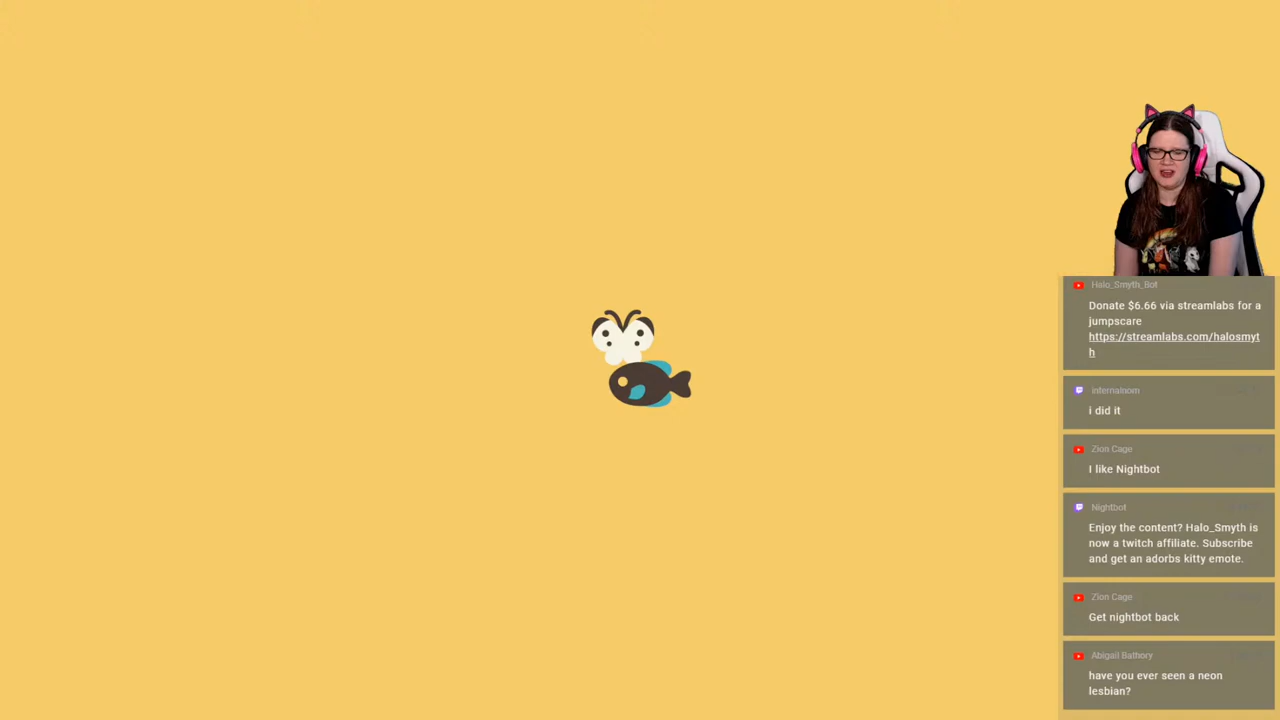 Halo_Smyth_Bot
Donate $6.66 via streamlabs for a
jumpscare
https://streamlabs.com/halosmyt
h
internalnom
i did it
Zion Cage
I like Nightbot
Nightbot
Enjoy the content? Halo_Smyth is
now a twitch affiliate. Subscribe
and get an adorbs kitty emote.
Zion Cage
Get nightbot back
Abigail Bathory
have you ever seen a neon
lesbian?